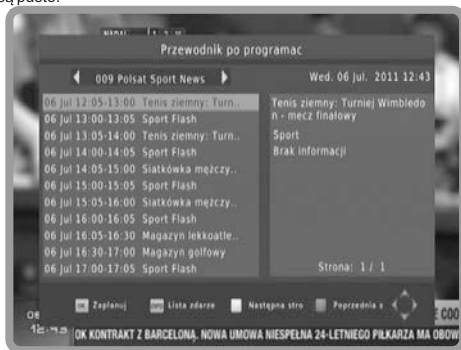 są puste.
NADAL
Przewodnik po programac
009 Polsat Sport News
Wed. 06 Jul. 2011 12:43
06 Jul 12:05-13:00 Tenis ziemny: Turn..
06 Jul 13:00-13:05 Sport Flash
06 Jul 13:05-14:00 Tenis ziemny: Turn..
06 Jul 14:00-14:05 Sport Flash
06 Jul 14:05-15:00 Siatkówka mężczy..
06 Jul 15:00-15:05 Sport Flash
06 Jul 15:05-16:00 Siatkówka mężczy..
06 Jul 16:00-16:05 Sport Flash
06 Jul 16:05-16:30 Magazyn lekkoatle..
06 Jul 16:30-17:00 Magazyn golfowy
06 Jul 17:00-17:05 Sport Flash
Tenis ziemny: Turniej Wimbledo
n - mecz finałowy
Sport
Brak informacji
Strona: 1 / 1
OK Zaplanuj
Lista zdarze
Następna stro
Poprzednia s
OK KONTRAKT Z BARCELONĄ. NOWA UMOWA NIESPEŁNA 24-LETNIEGO PIŁKARZA MA OBOW